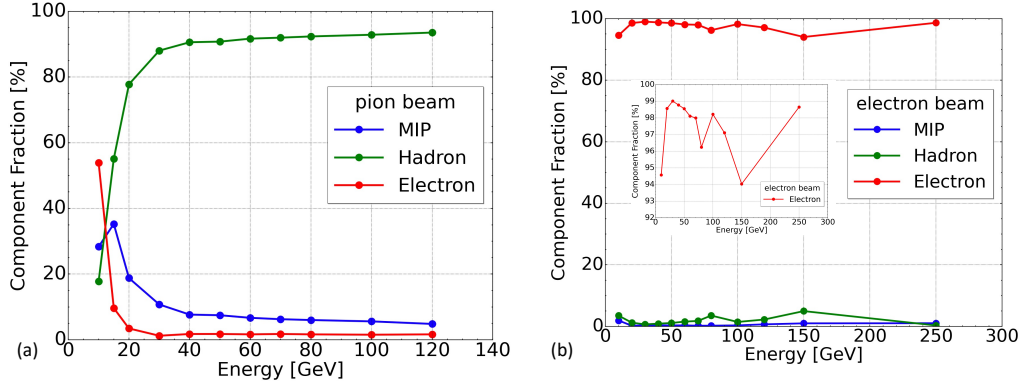 100
80
60
40
20
0
Component Fraction [%]
pion beam
MIP
Hadron
Electron
0 20 40 60 80 100 120 140
Energy [GeV]
(a)
100
80
60
40
20
0
Component Fraction [%]
electron beam
MIP
Hadron
Electron
100
99
98
97
96
95
94
93
92
Component Fraction [%]
electron beam
Electron
0 50 100 150 200 250 300
Energy [GeV]
0 50 100 150 200 250 300
Energy [GeV]
(b)